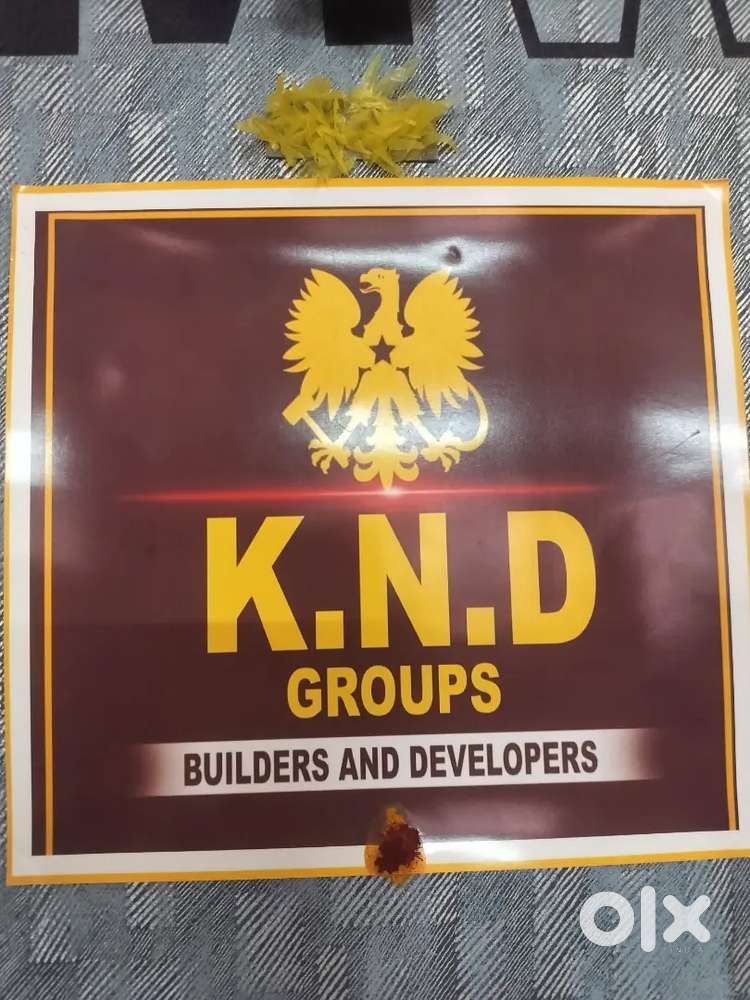 K.N.D
GROUPS
BUILDERS AND DEVELOPERS
olx